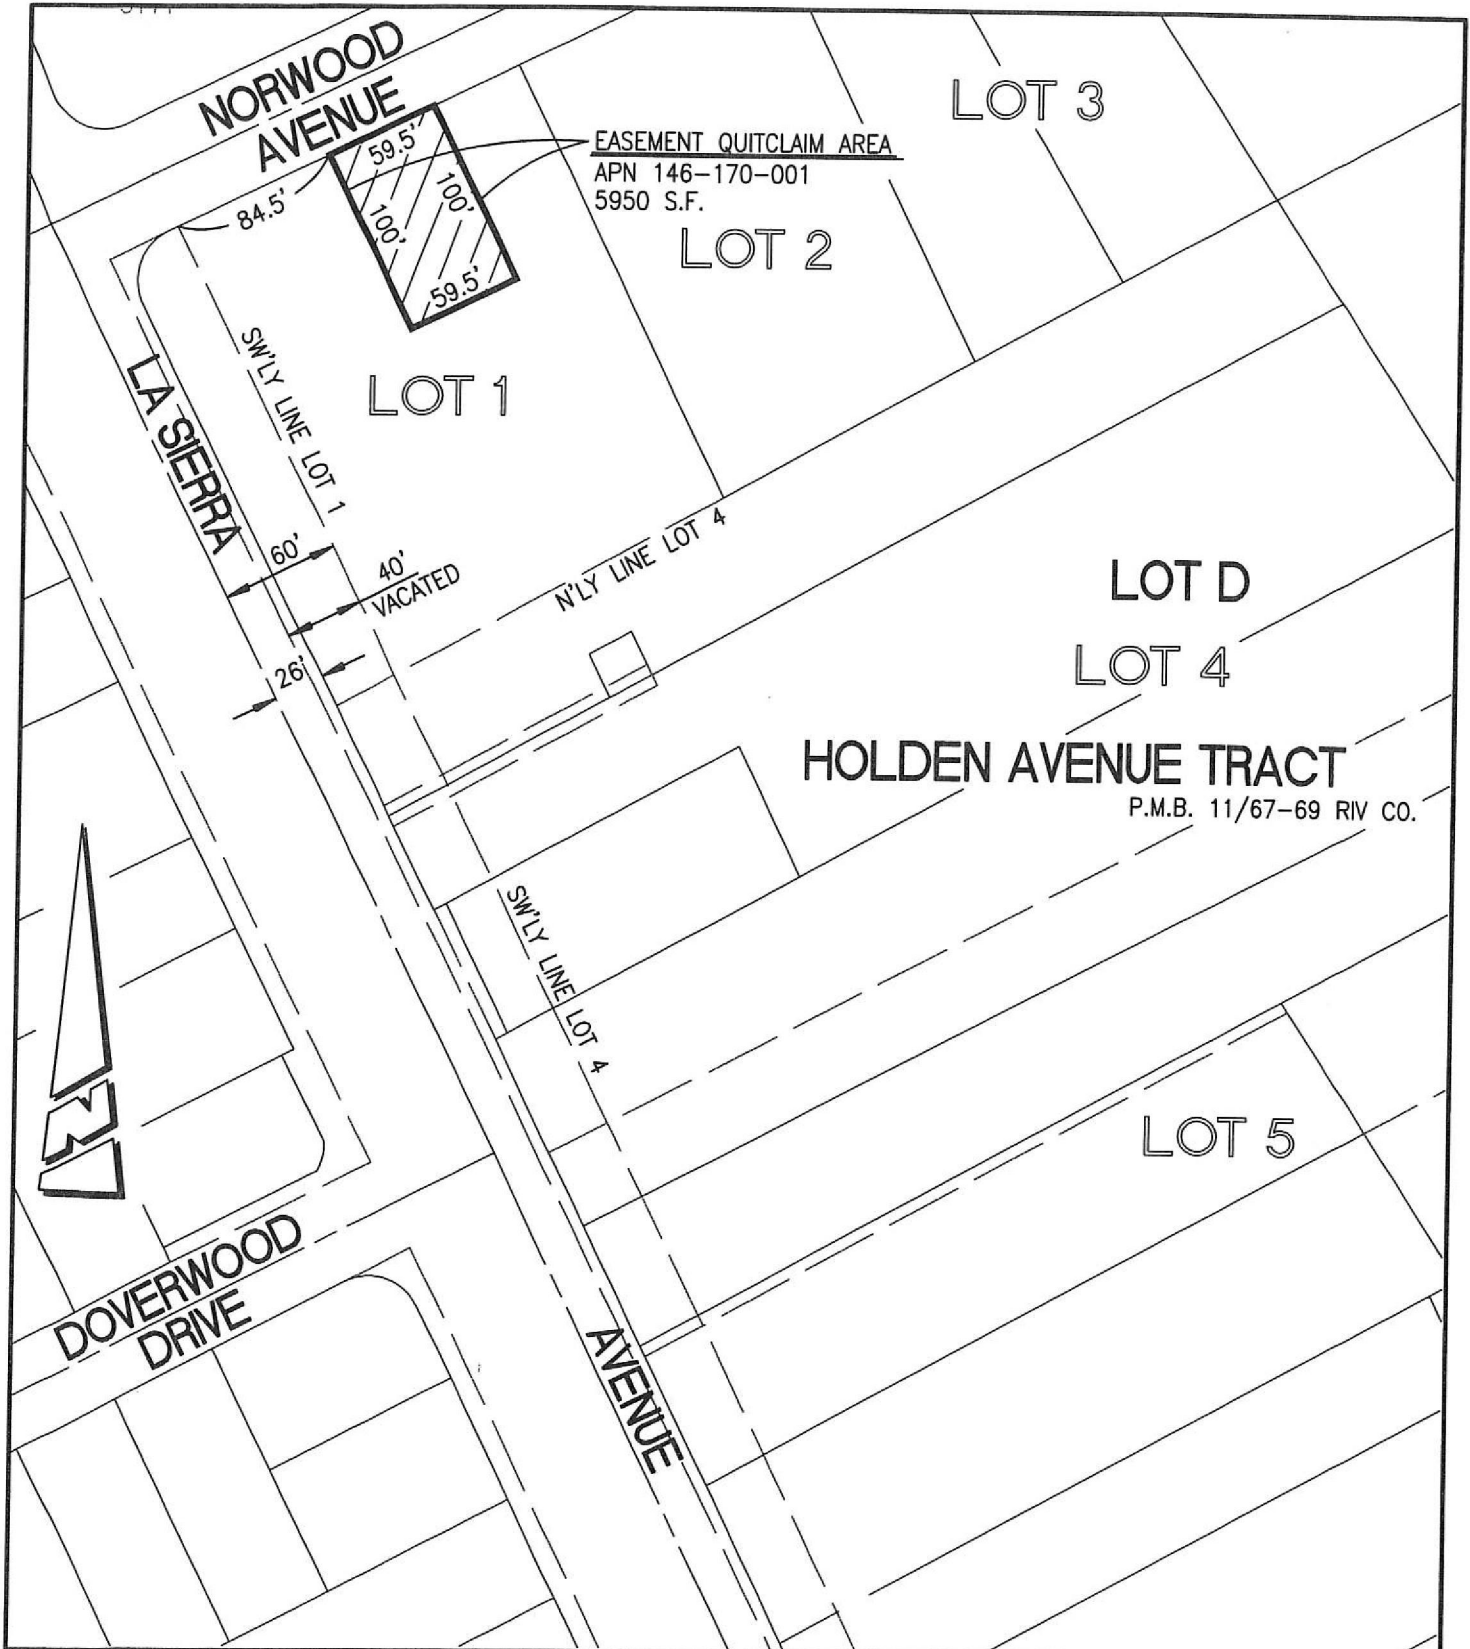 NORWOOD
AVENUE
LOT 3
EASEMENT QUITCLAIM AREA
APN 146-170-001
5950 S.F.
59.5'
100'
100'
84.5'
59.5'
LOT 2
SW'LY LINE LOT 1
LOT 1
LA SIERRA
60'
40'
VACATED
26'
N'LY LINE LOT 4
LOT D
LOT 4
HOLDEN AVENUE TRACT
P.M.B. 11/67-69 RIV CO.
SW'LY LINE LOT 4
N
LOT 5
DOVERWOOD
DRIVE
AVENUE